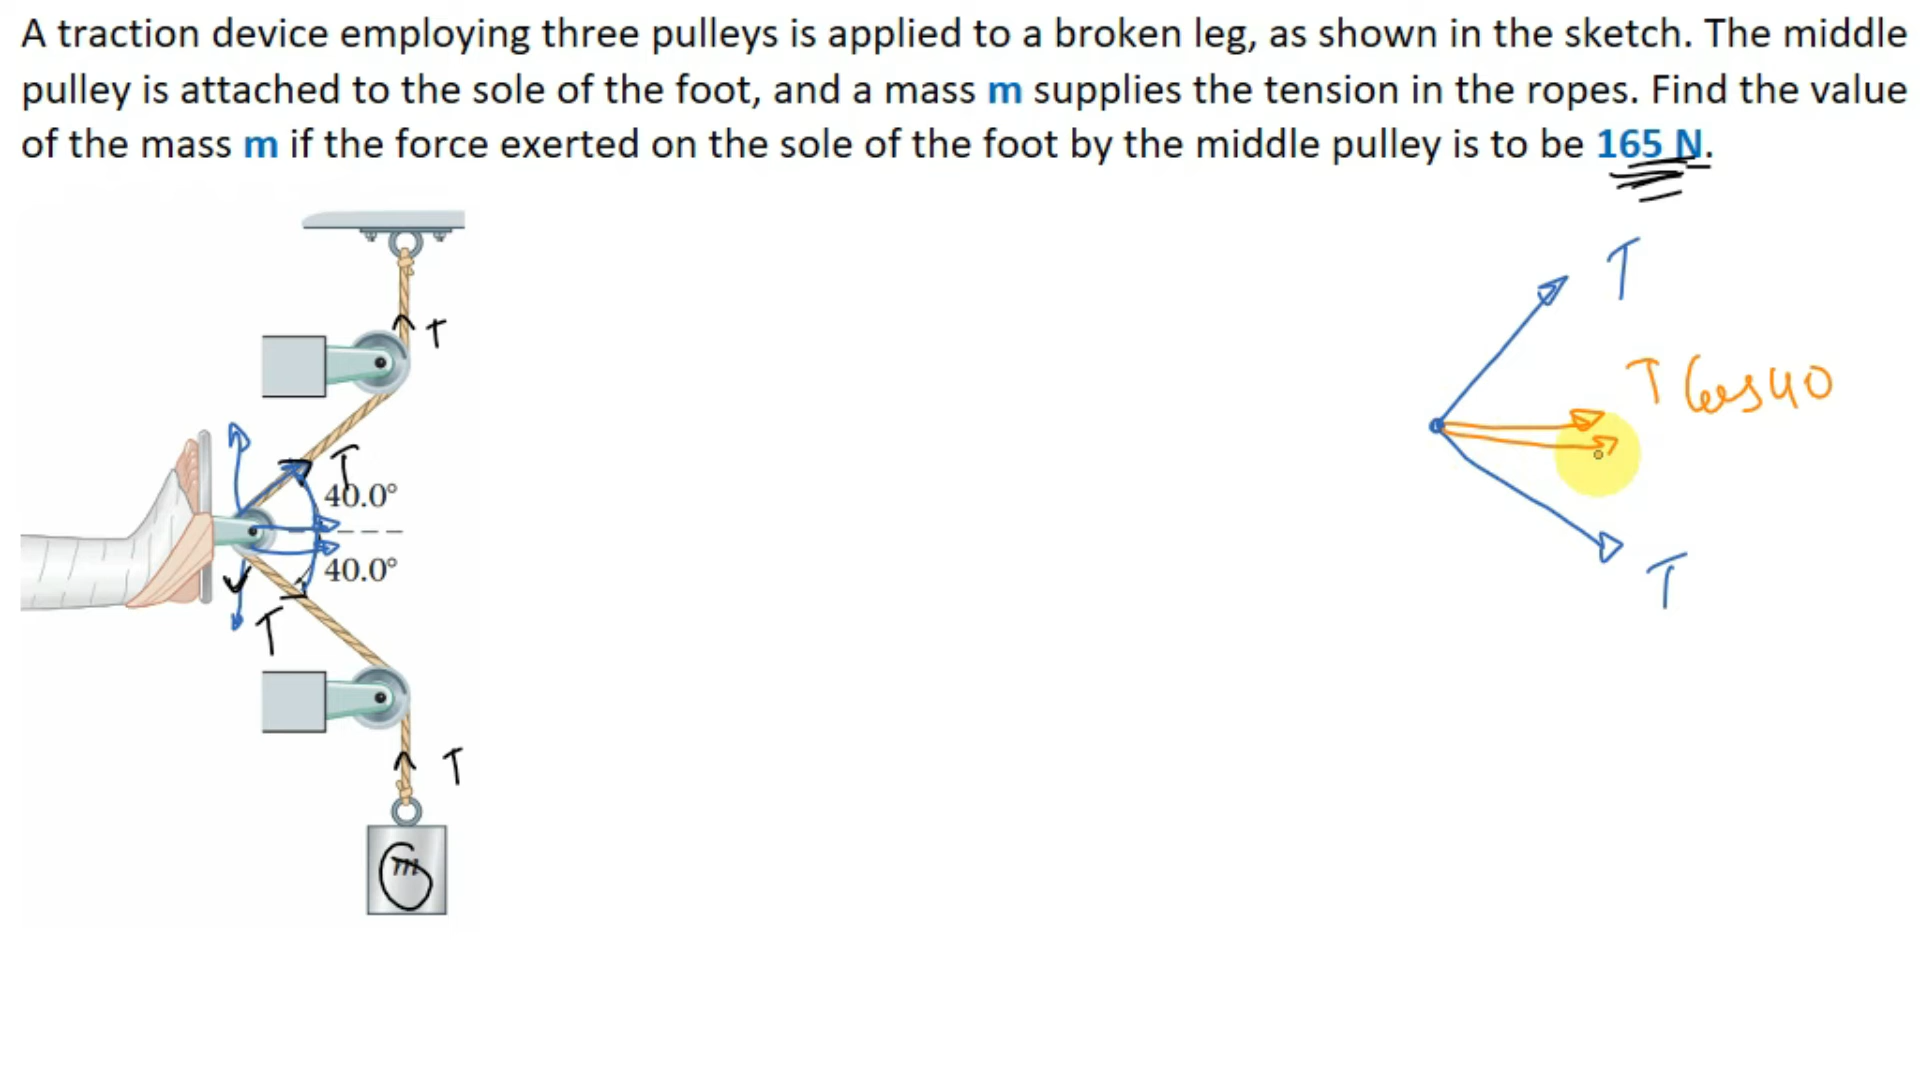 A traction device employing three pulleys is applied to a broken leg, as shown in the sketch. The middle
pulley is attached to the sole of the foot, and a mass m supplies the tension in the ropes. Find the value
of the mass m if the force exerted on the sole of the foot by the middle pulley is to be 165 N.
T
T
T Cos 40
T
40.0°
40.0°
T
T
T
m